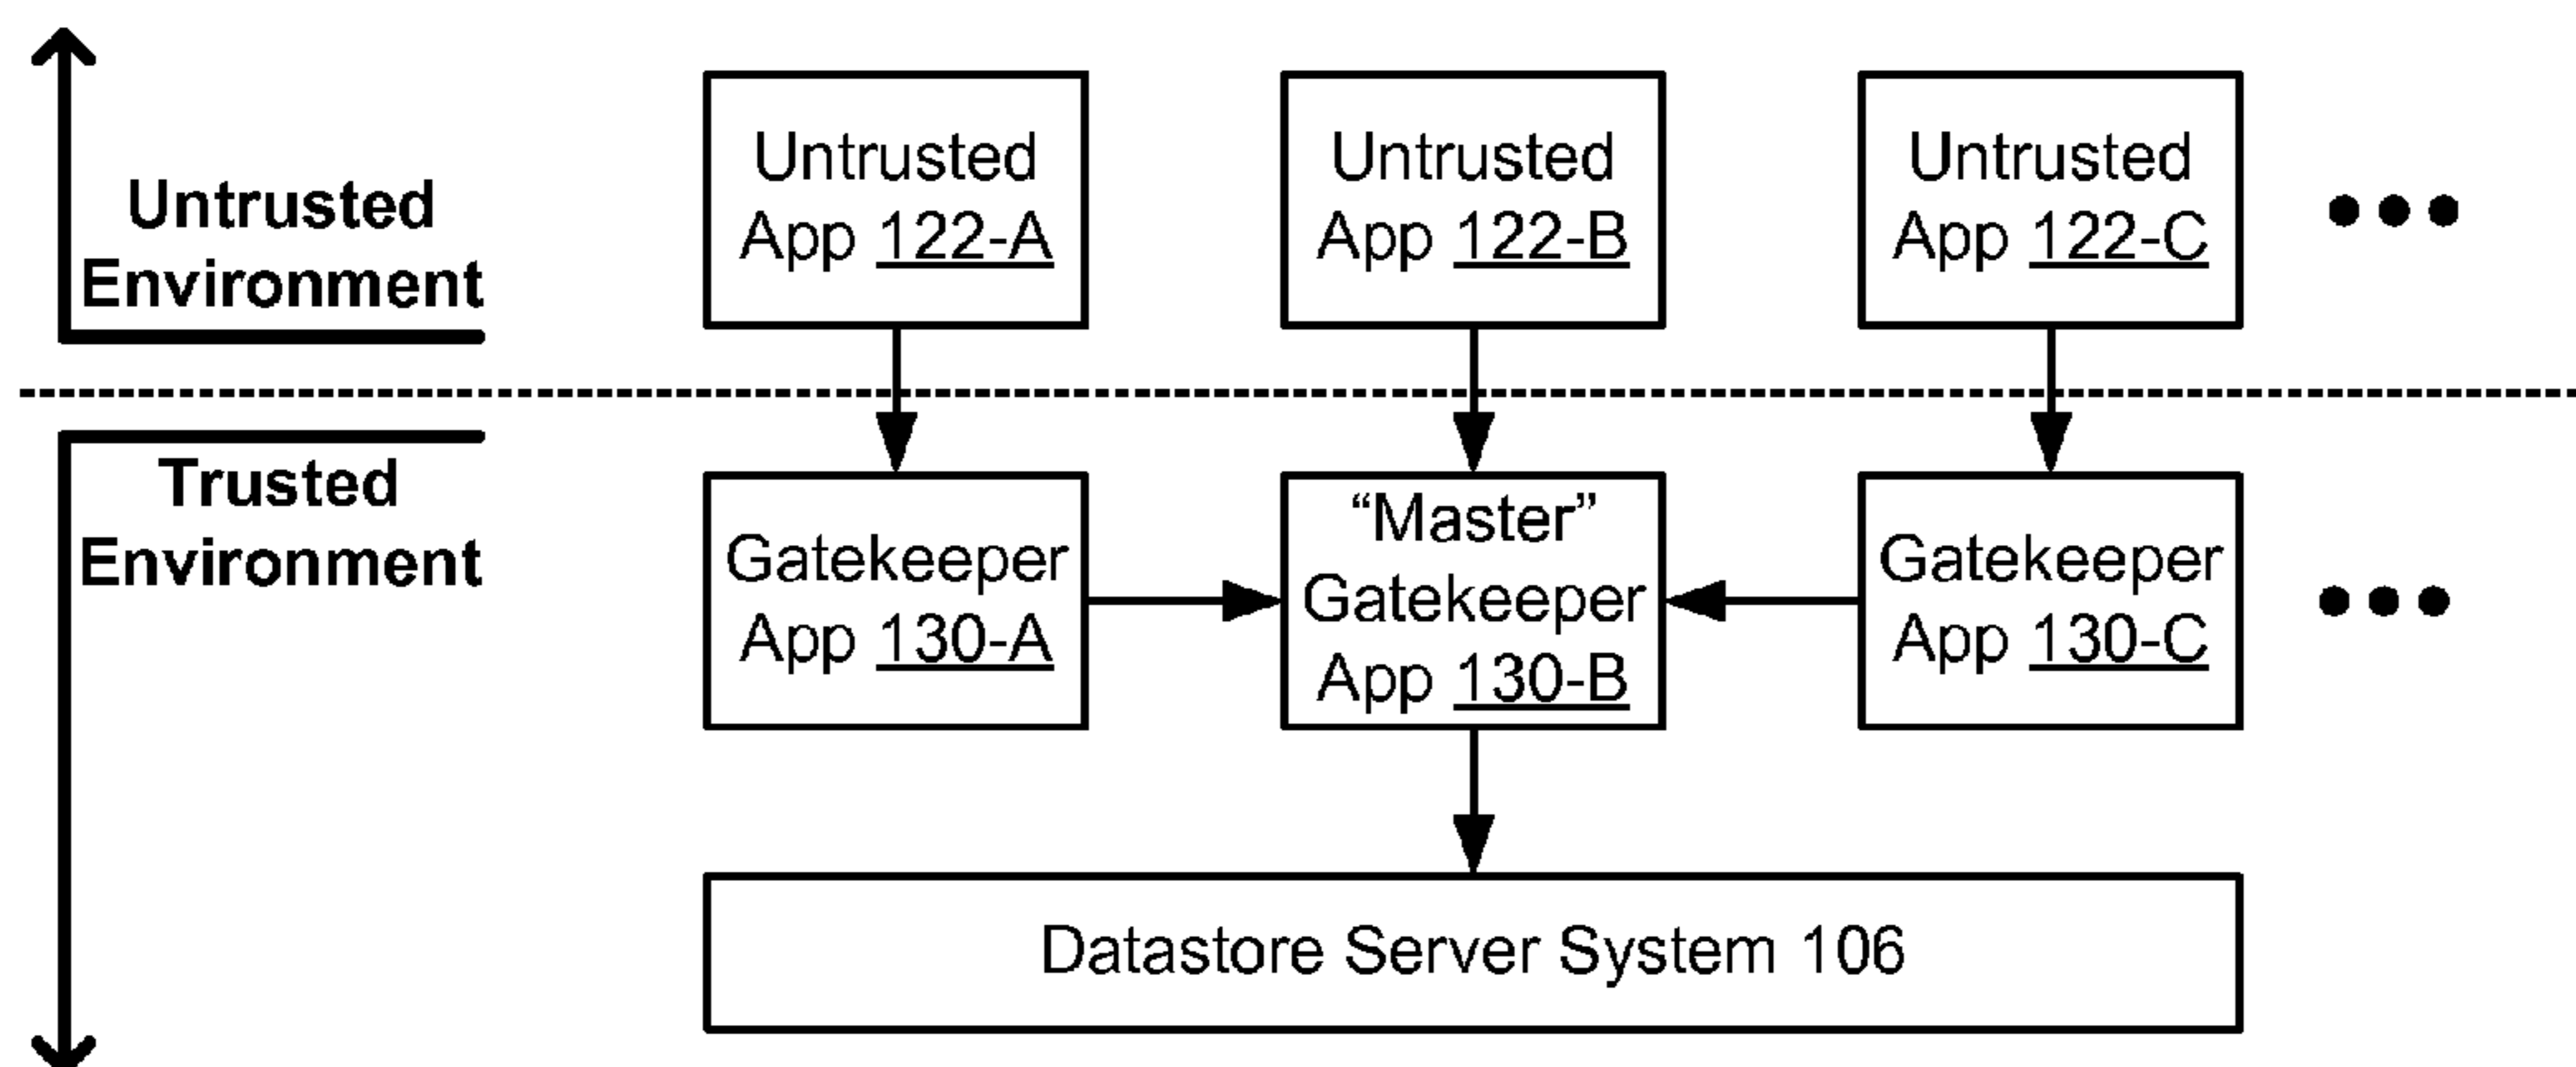 Untrusted
Environment
Untrusted
App 122-A
Untrusted
App 122-B
Untrusted
App 122-C
Trusted
Environment
Gatekeeper
App 130-A
“Master”
Gatekeeper
App 130-B
Gatekeeper
App 130-C
Datastore Server System 106